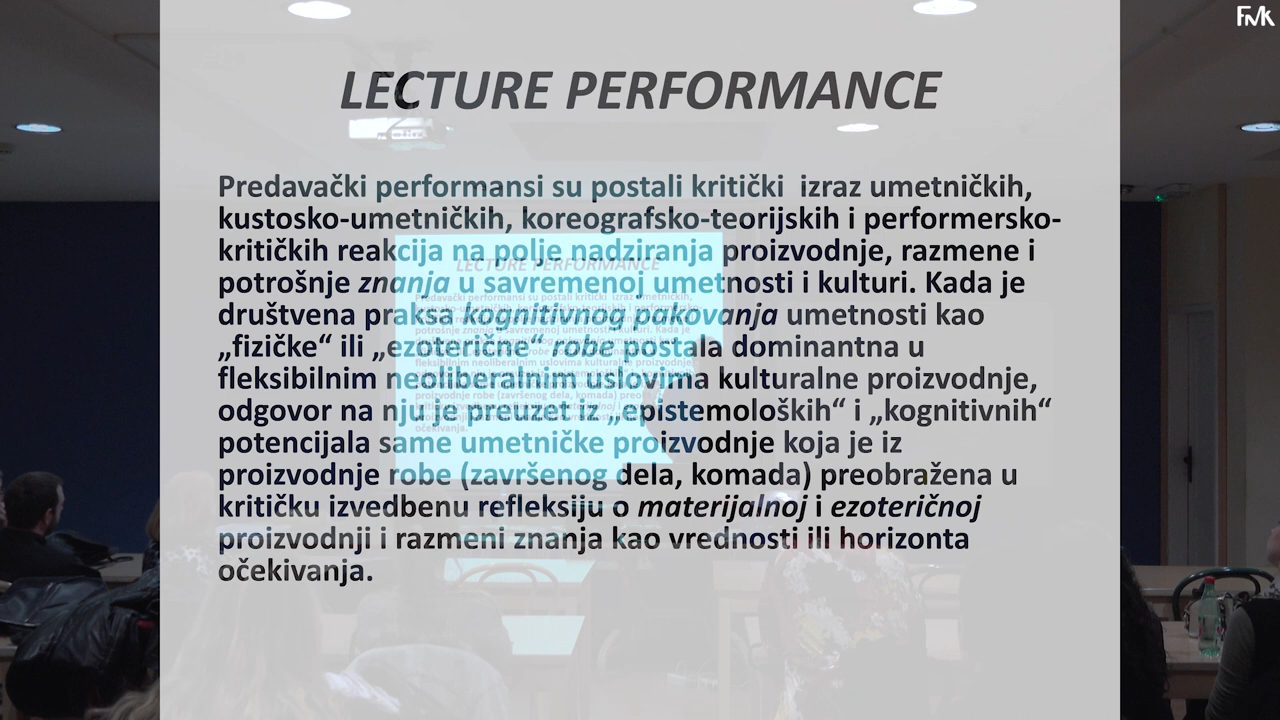 FMK
LECTURE PERFORMANCE
Predavački performansi su postali kritički izraz umetničkih,
kustosko-umetničkih, koreografsko-teorijskih i performersko-
kritičkih reakcija na polje nadziranja proizvodnje, razmene i
potrošnje znanja u savremenoj umetnosti i kulturi. Kada je
društvena praksa kognitivnog pakovanja umetnosti kao
„fizičke“ ili „ezoterične“ robe postala dominantna u
fleksibilnim neoliberalnim uslovima kulturalne proizvodnje,
odgovor na nju je preuzet iz „epistemoloških“ i „kognitivnih“
potencijala same umetničke proizvodnje koja je iz
proizvodnje robe (završenog dela, komada) preobražena u
kritičku izvedbenu refleksiju o materijalnoj i ezoteričnoj
proizvodnji i razmeni znanja kao vrednosti ili horizonta
očekivanja.